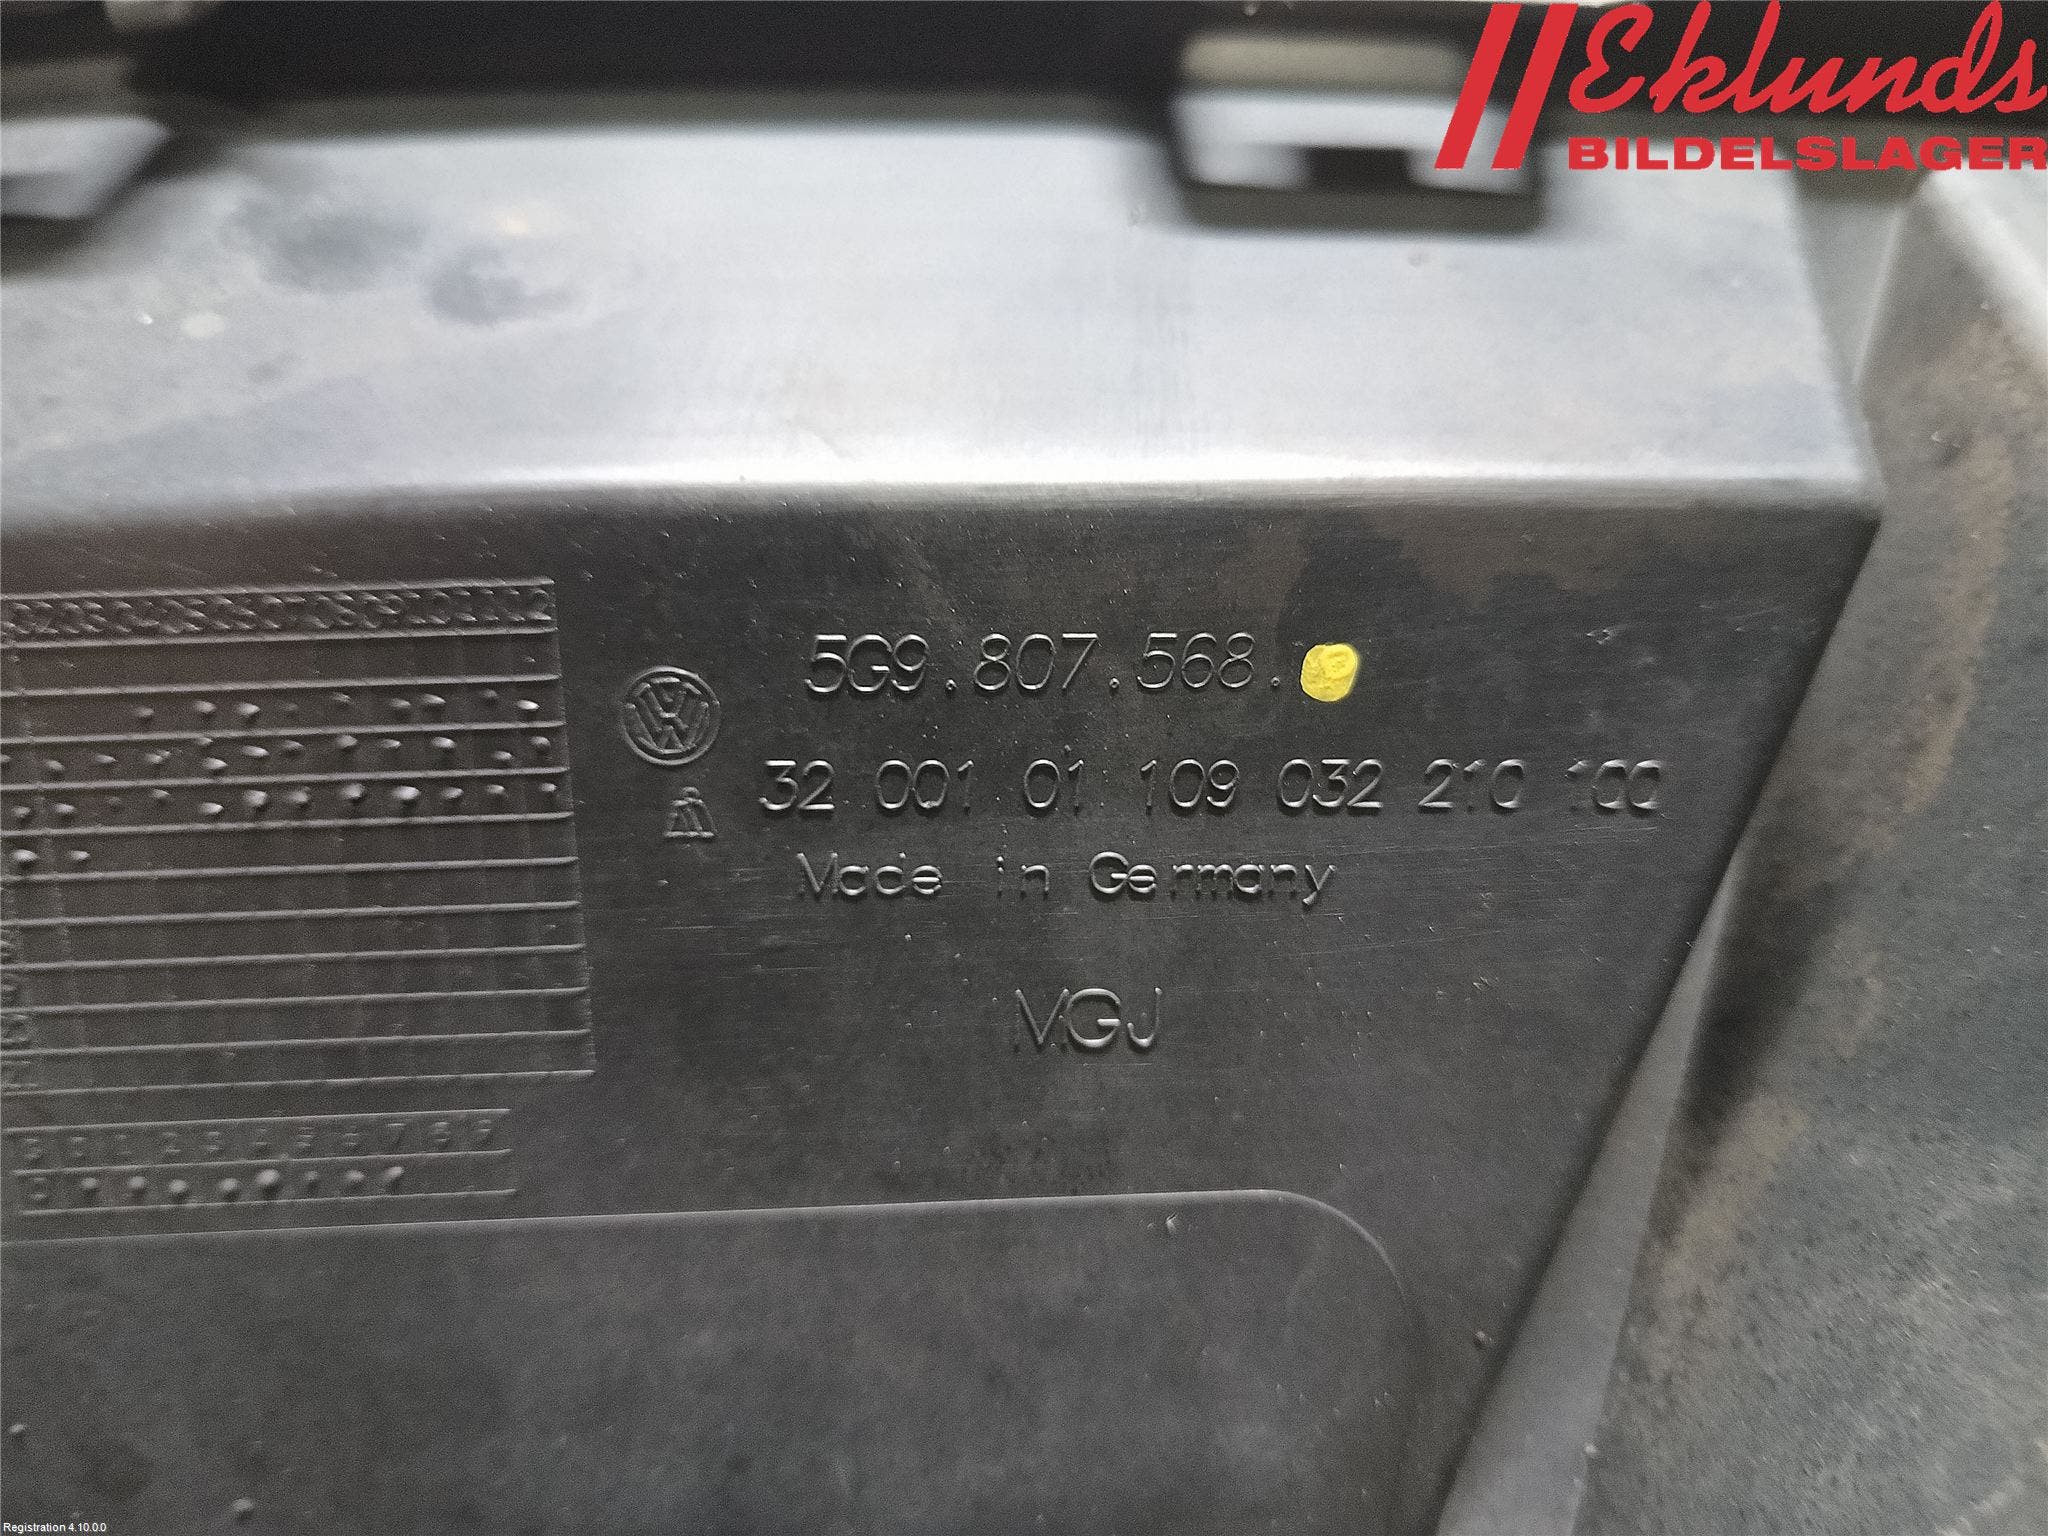 Eklunds
BILDELSLAGER
5G9.807.568.
32 001 01 109 032 210 100
Made in Germany
MGJ
Registration 4.10.0.0